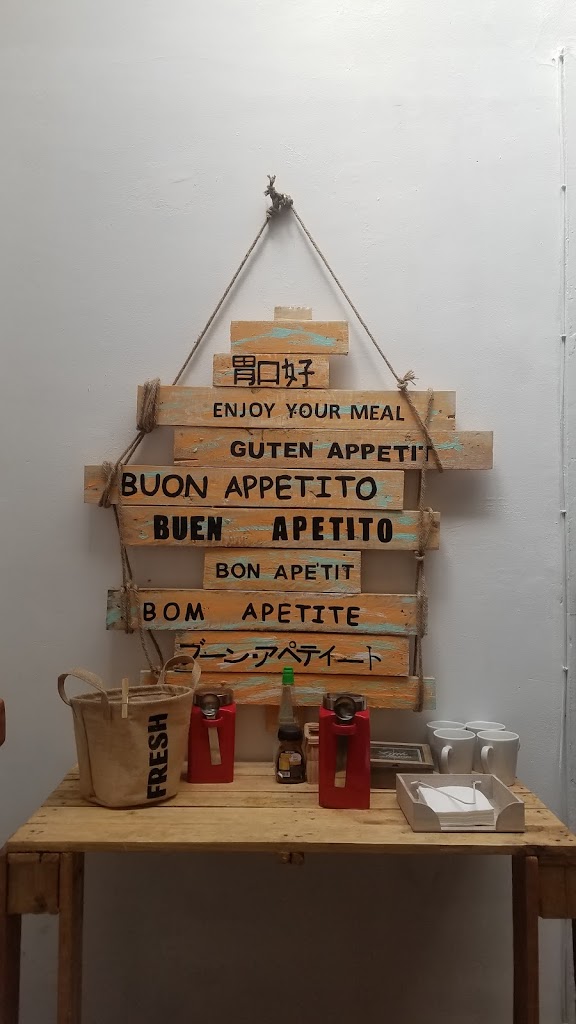 胃口好
ENJOY YOUR MEAL
GUTEN APPETIT
BUON APPETITO
BUEN APETITO
BON APETIT
BOM APETITE
ブーン・アペティート
FRESH